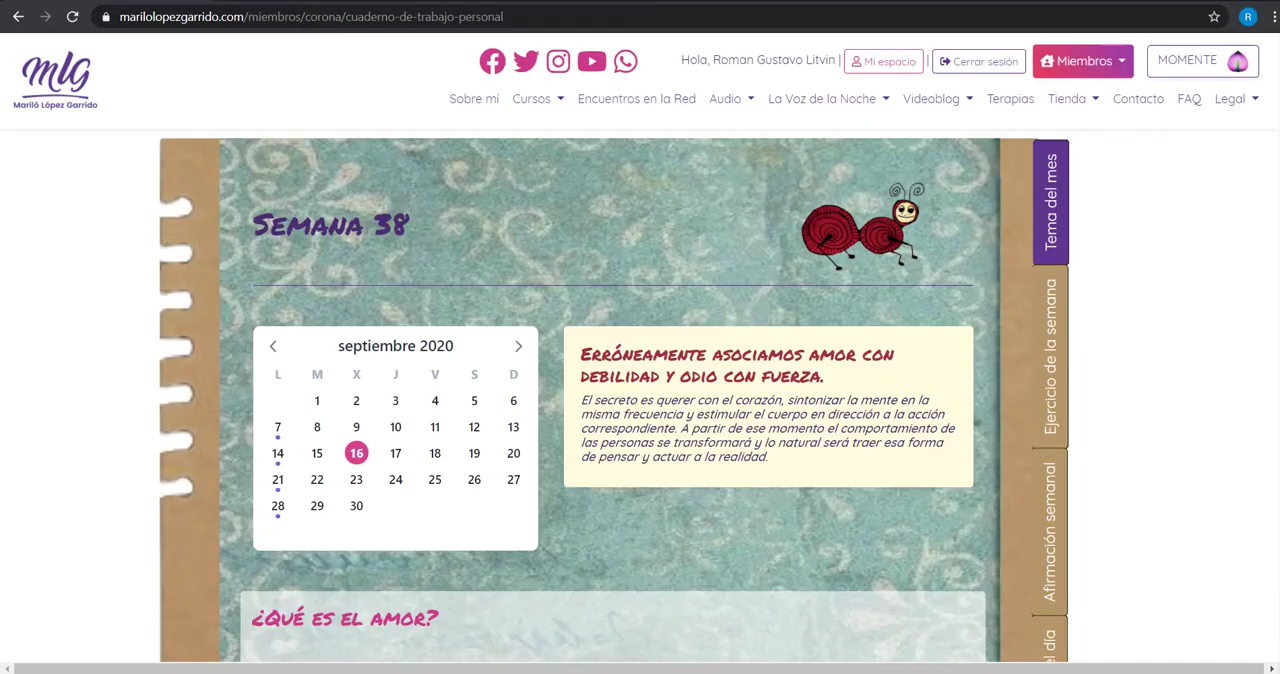 marilolopezgarrido.com/miembros/corona/cuaderno-de-trabajo-personal
R
mlG
Mariló López Garrido
Hola, Roman Gustavo Litvin | Mi espacio | Cerrar sesión
Miembros
MOMENTE
Sobre mí Cursos Encuentros en la Red Audio La Voz de la Noche Videoblog Terapias Tienda Contacto FAQ Legal
Semana 38
septiembre 2020
L M X J V S D
1 2 3 4 5 6
7 8 9 10 11 12 13
14 15 16 17 18 19 20
21 22 23 24 25 26 27
28 29 30
Erróneamente asociamos amor con
debilidad y odio con fuerza.
El secreto es querer con el corazón, sintonizar la mente en la
misma frecuencia y estimular el cuerpo en dirección a la acción
correspondiente. A partir de ese momento el comportamiento de
las personas se transformará y lo natural será traer esa forma
de pensar y actuar a la realidad.
¿Qué es el amor?
Tema del mes
Ejercicio de la semana
Afirmación semanal
el día